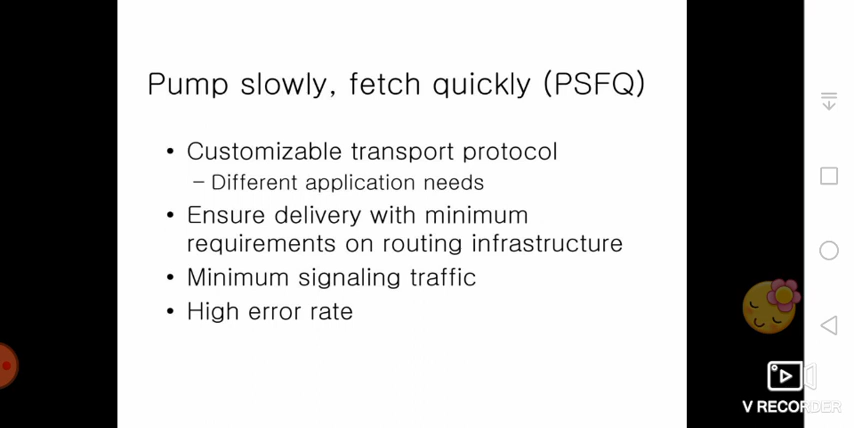 Pump slowly, fetch quickly (PSFQ)
• Customizable transport protocol
– Different application needs
• Ensure delivery with minimum
requirements on routing infrastructure
• Minimum signaling traffic
• High error rate
V RECORDER